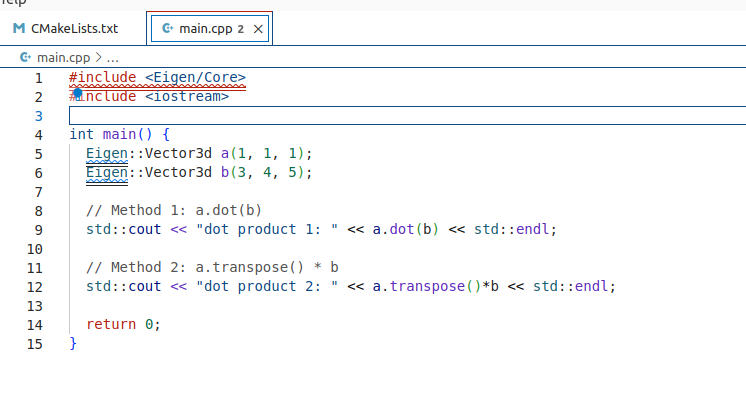 Help
CMakeLists.txt
main.cpp 2
main.cpp > ...
1 #include <Eigen/Core>
2 #include <iostream>
3
4 int main() {
5 Eigen::Vector3d a(1, 1, 1);
6 Eigen::Vector3d b(3, 4, 5);
7
8 // Method 1: a.dot(b)
9 std::cout << "dot product 1: " << a.dot(b) << std::endl;
10
11 // Method 2: a.transpose() * b
12 std::cout << "dot product 2: " << a.transpose()*b << std::endl;
13
14 return 0;
15 }